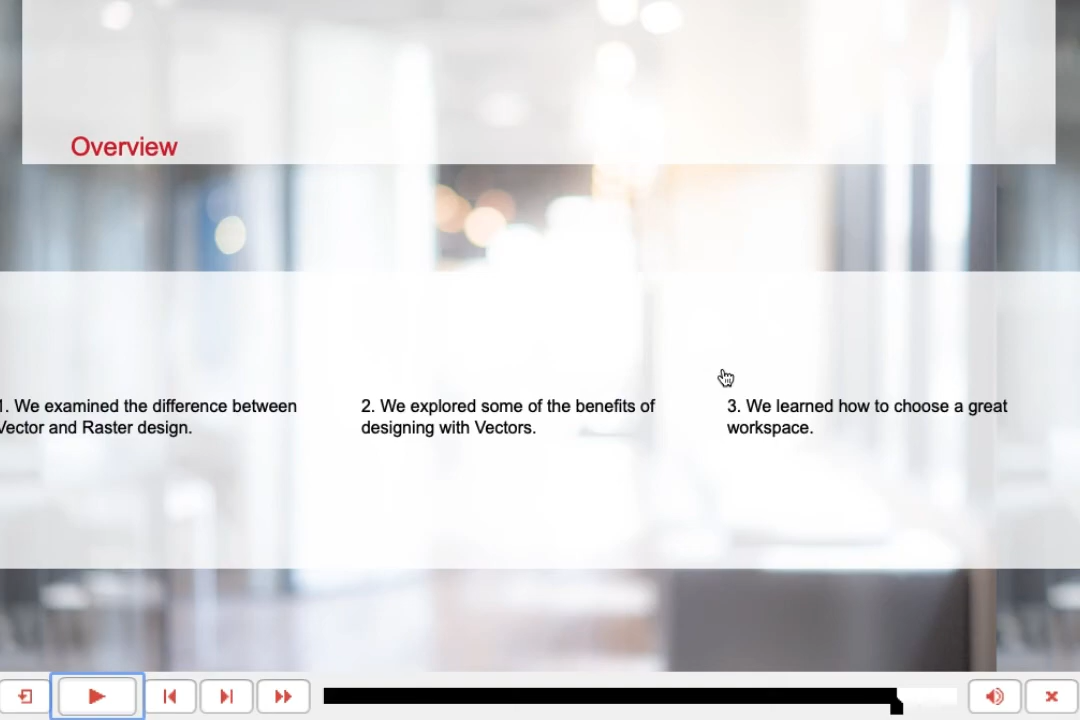 Overview
1. We examined the difference between
Vector and Raster design.
2. We explored some of the benefits of
designing with Vectors.
3. We learned how to choose a great
workspace.